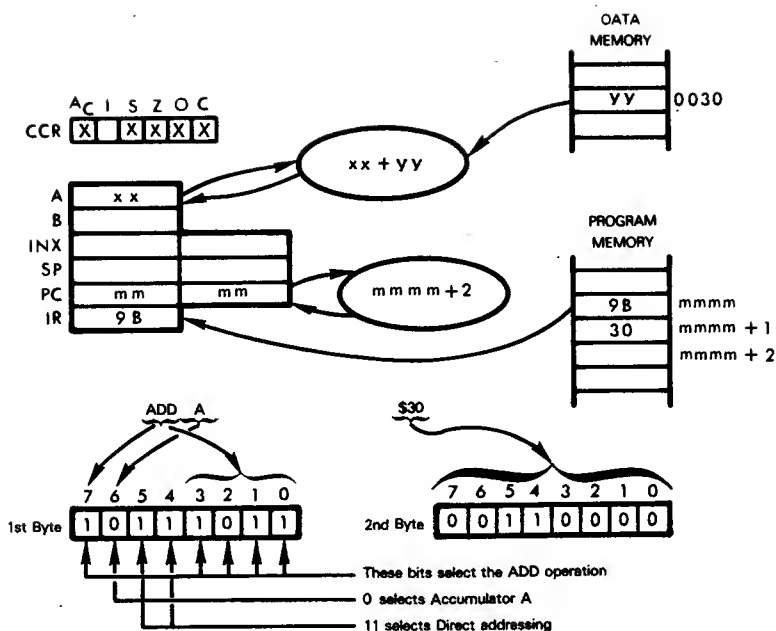 OATA
MEMORY
yy 0030
AC I S Z O C
CCR X X X X X
xx + yy
A xx
B
INX
SP
PC mm mm
IR 9B
mmmm + 2
PROGRAM
MEMORY
9B mmmm
30 mmmm + 1
mmmm + 2
ADD A
7 6 5 4 3 2 1 0
1st Byte 1 0 1 1 1 0 1 1
These bits select the ADD operation
0 selects Accumulator A
11 selects Direct addressing
$30
7 6 5 4 3 2 1 0
2nd Byte 0 0 1 1 0 0 0 0